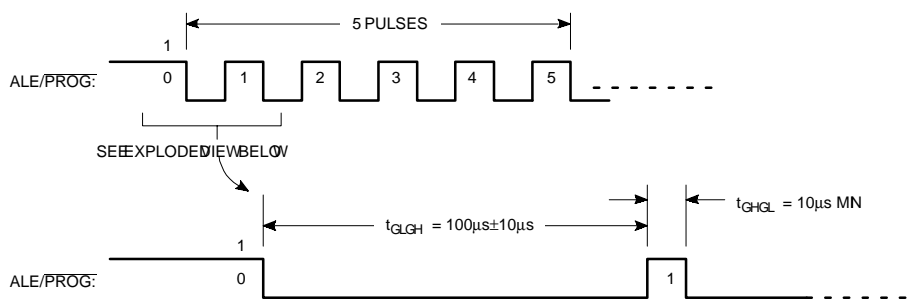 5 PULSES
1
ALE/PROG: 0 1 2 3 4 5
SEE EXPLODED VIEW BELOW
tGHGL = 10µs MIN
tGLGH = 100µs±10µs
1
ALE/PROG: 0 1